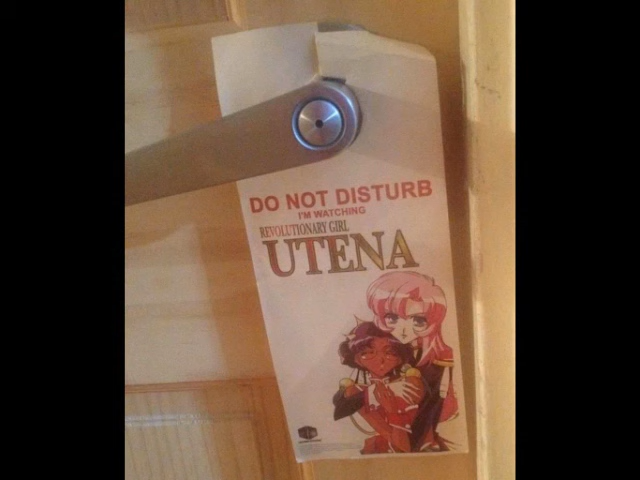 DO NOT DISTURB
I'M WATCHING
REVOLUTIONARY GIRL
UTENA